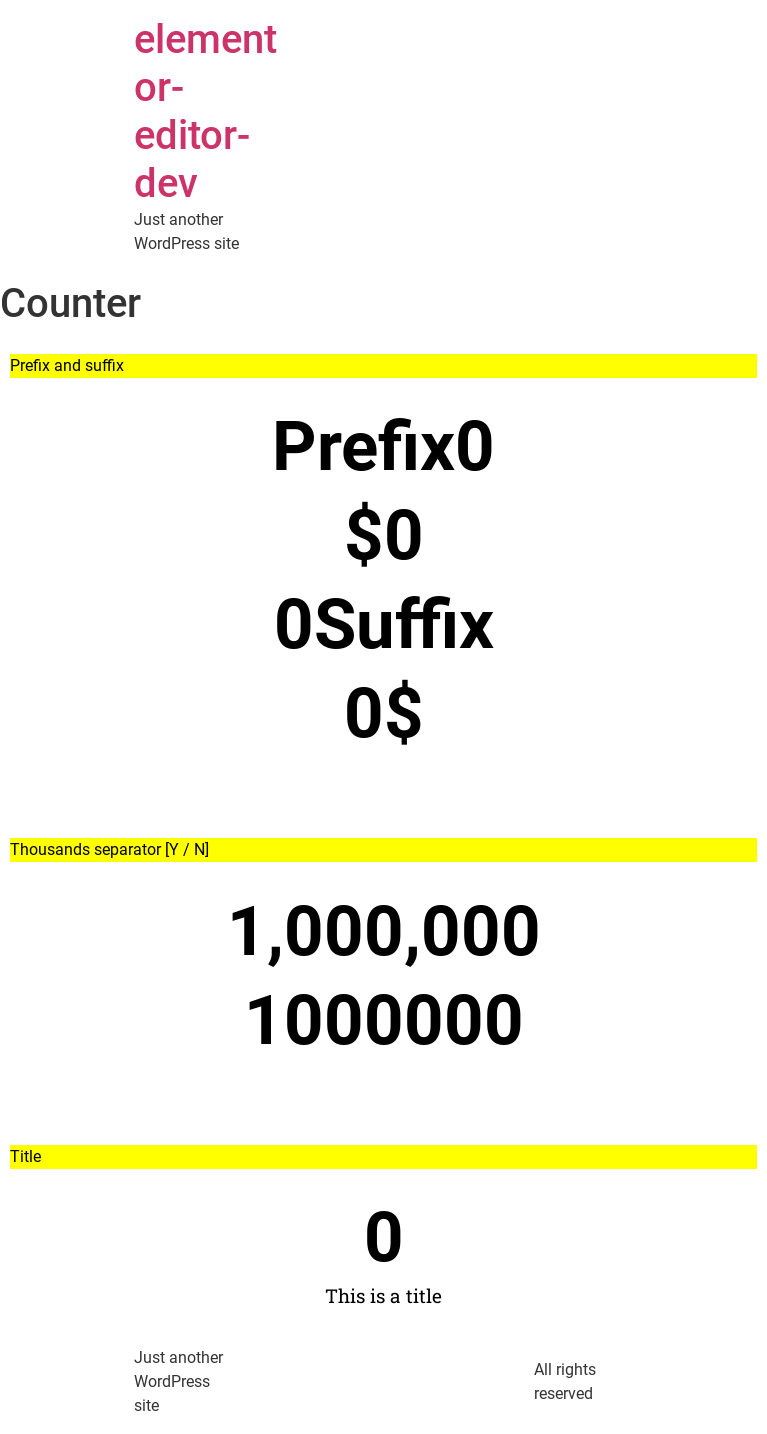 element
or-
editor-
dev
Just another
WordPress site
Counter
Prefix and suffix
Prefix0
$0
0Suffix
0$
Thousands separator [Y / N]
1,000,000
1000000
Title
0
This is a title
Just another
WordPress
site
All rights
reserved